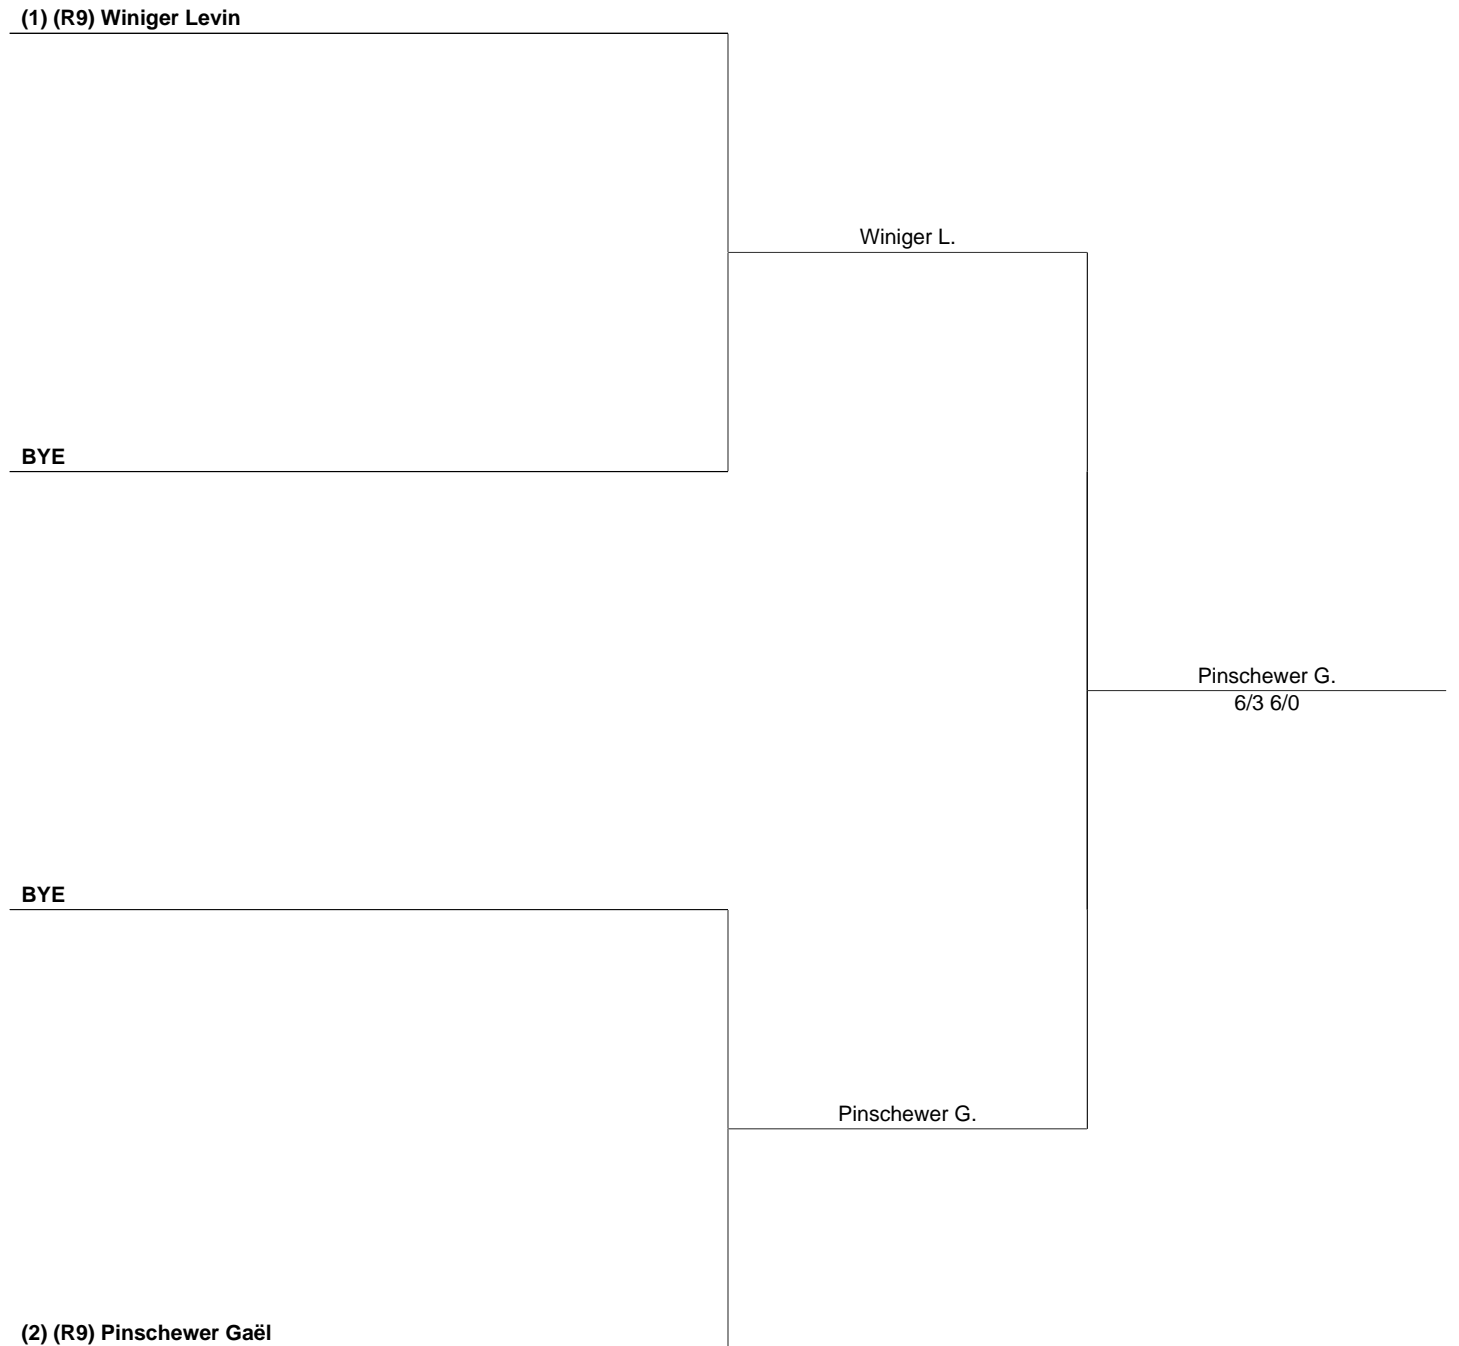 (1) (R9) Winiger Levin
Winiger L.
BYE
Pinschewer G.
6/3 6/0
BYE
Pinschewer G.
(2) (R9) Pinschewer Gaël